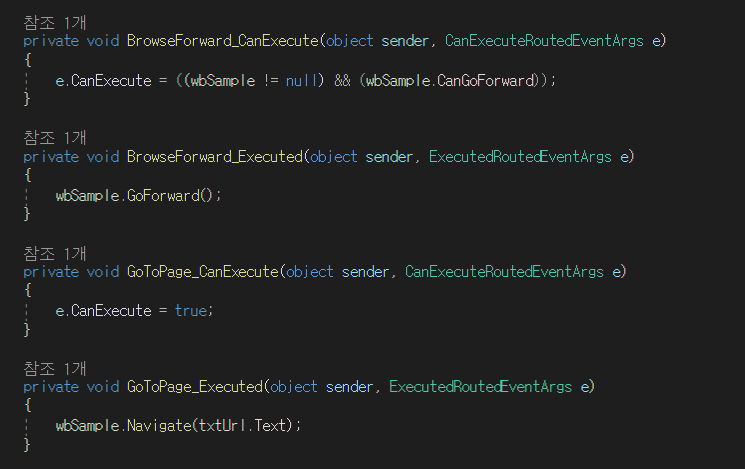 참조 1개
private void BrowseForward_CanExecute(object sender, CanExecuteRoutedEventArgs e)
{
    e.CanExecute = ((wbSample != null) && (wbSample.CanGoForward));
}
참조 1개
private void BrowseForward_Executed(object sender, ExecutedRoutedEventArgs e)
{
    wbSample.GoForward();
}
참조 1개
private void GoToPage_CanExecute(object sender, CanExecuteRoutedEventArgs e)
{
    e.CanExecute = true;
}
참조 1개
private void GoToPage_Executed(object sender, ExecutedRoutedEventArgs e)
{
    wbSample.Navigate(txtUrl.Text);
}